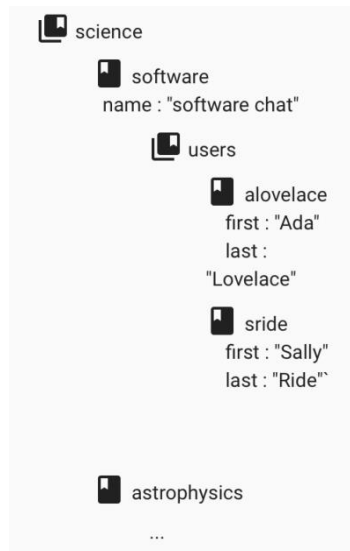 science
software
name : "software chat"
users
alovelace
first : "Ada"
last :
"Lovelace"
sride
first : "Sally"
last : "Ride"`
astrophysics
...